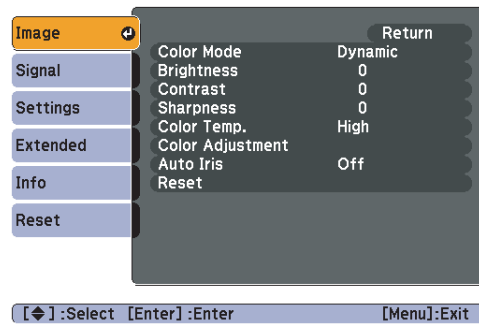 Image
Signal
Settings
Extended
Info
Reset
Return
Color Mode Dynamic
Brightness 0
Contrast 0
Sharpness 0
Color Temp. High
Color Adjustment
Auto Iris Off
Reset
[◆] :Select [Enter] :Enter [Menu]:Exit